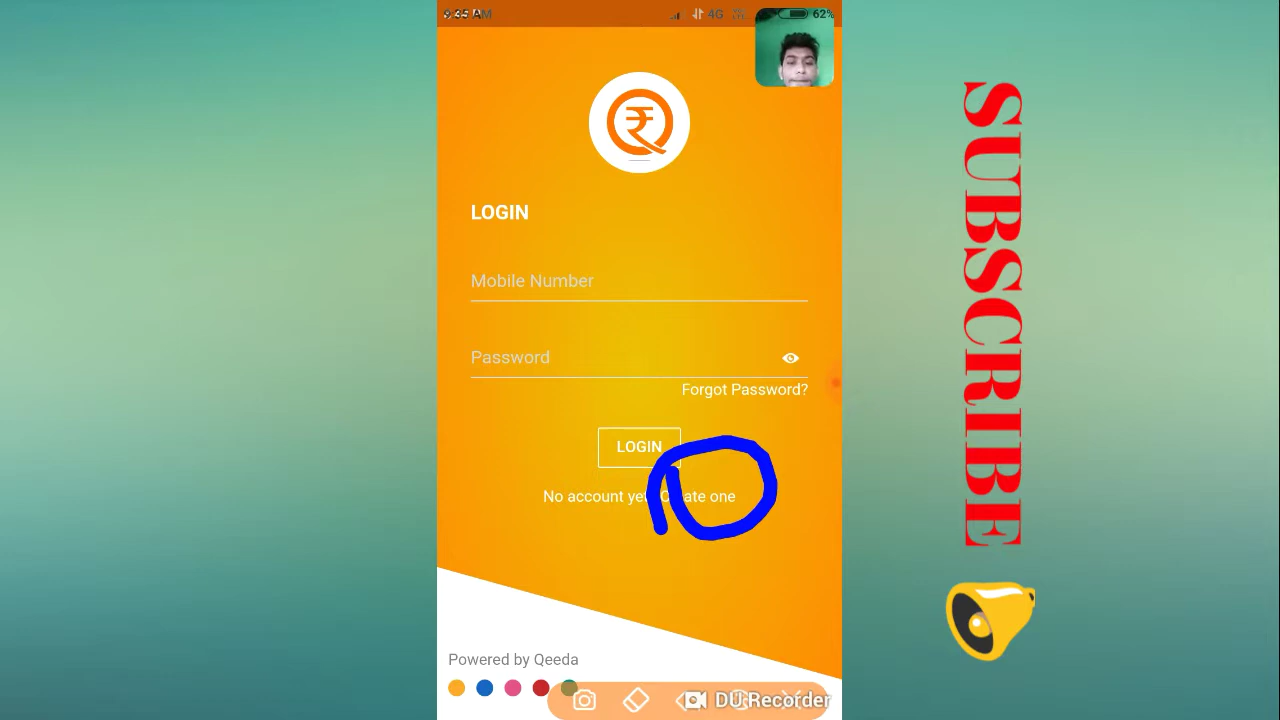 4G
62%
LOGIN
Mobile Number
Password
Forgot Password?
LOGIN
No account yet
one
Powered by Qeeda
DU Recorder
SUBSCRIBE